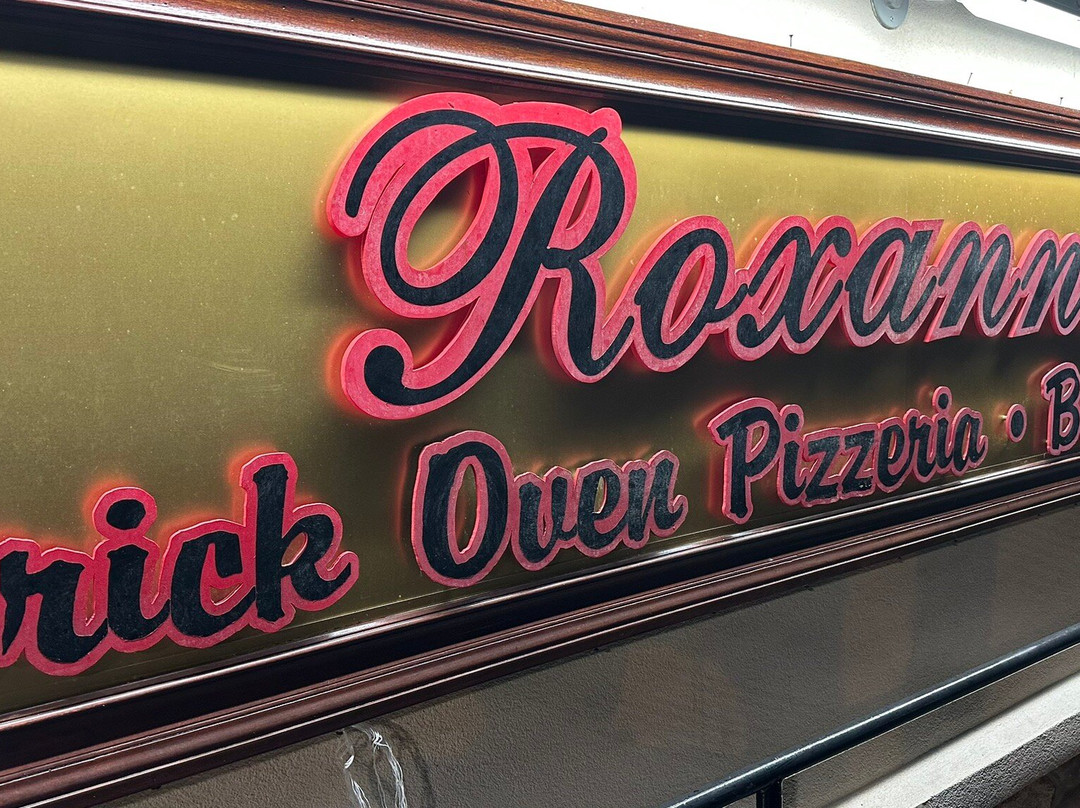 Roxann
rick Oven Pizzeria • B